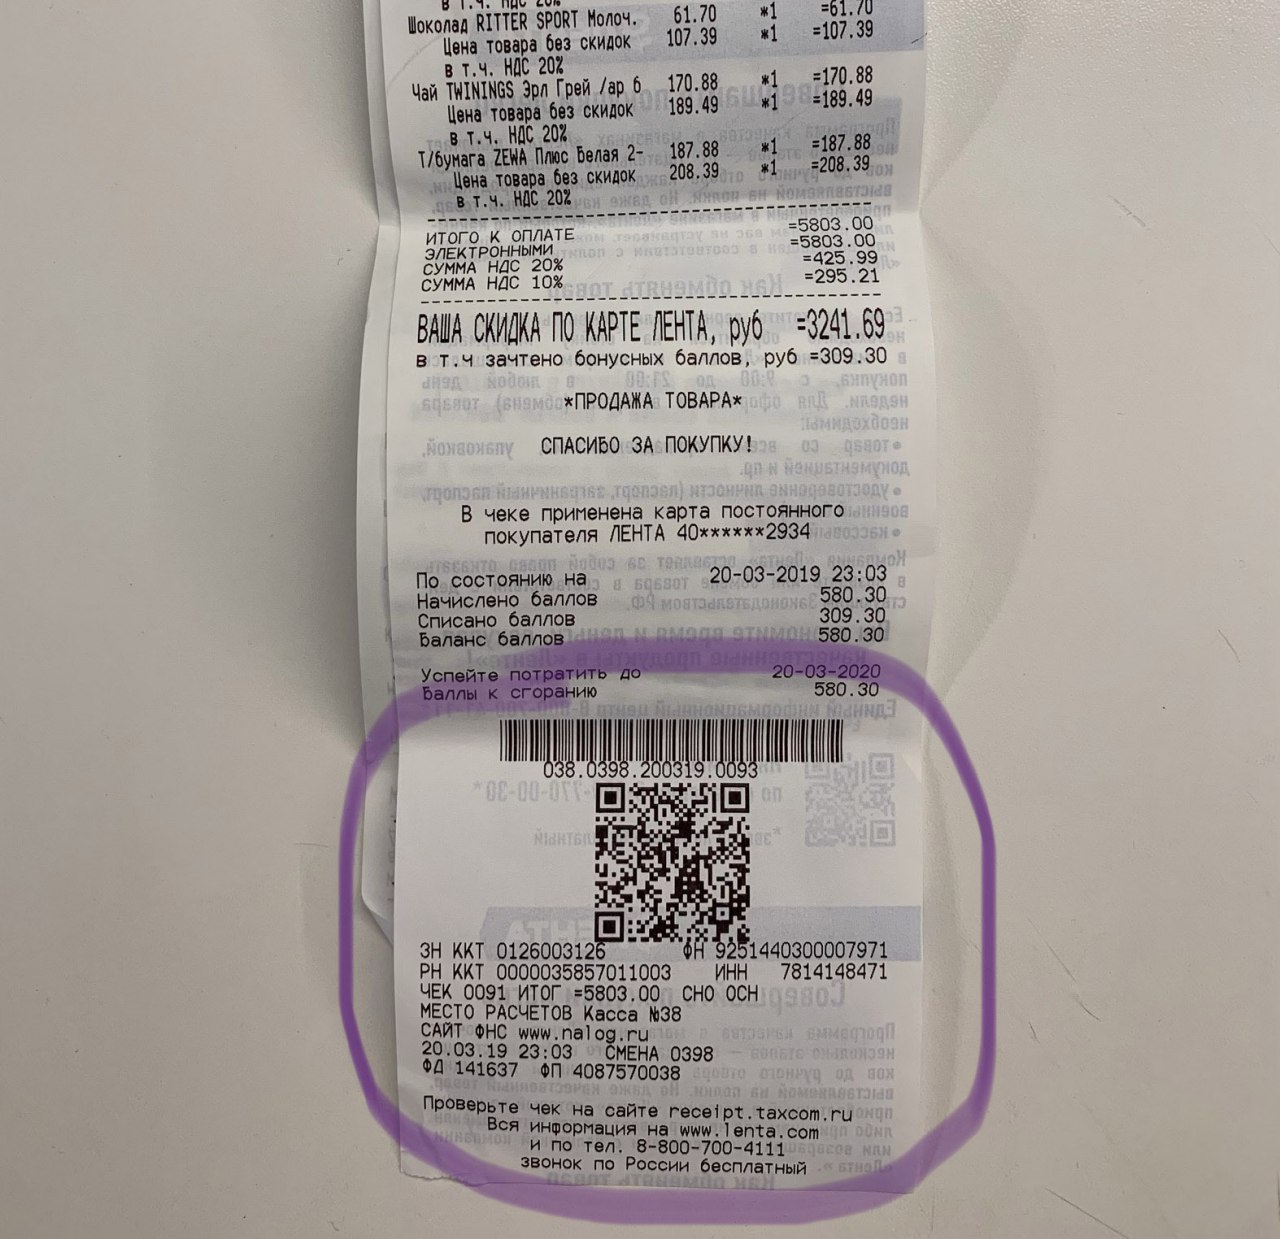 в т.ч. НДС 20%
Шоколад RITTER SPORT Молоч. 61.70 *1 =61.70
Цена товара без скидок 107.39 *1 =107.39
в т.ч. НДС 20%
Чай TWININGS Эрл Грей /ар б 170.88 *1 =170.88
Цена товара без скидок 189.49 *1 =189.49
в т.ч. НДС 20%
Т/бумага ZEWA Плюс Белая 2- 187.88 *1 =187.88
Цена товара без скидок 208.39 *1 =208.39
в т.ч. НДС 20%
ИТОГО К ОПЛАТЕ =5803.00
ЭЛЕКТРОННЫМИ =5803.00
СУММА НДС 20% =425.99
СУММА НДС 10% =295.21
ВАША СКИДКА ПО КАРТЕ ЛЕНТА, руб =3241.69
в т.ч зачтено бонусных баллов, руб =309.30
*ПРОДАЖА ТОВАРА*
СПАСИБО ЗА ПОКУПКУ!
В чеке применена карта постоянного
покупателя ЛЕНТА 40******2934
По состоянию на 20-03-2019 23:03
Начислено баллов 580.30
Списано баллов 309.30
Баланс баллов 580.30
Успейте потратить до 20-03-2020
Баллы к сгоранию 580.30
038.0398.200319.0093
ЗН ККТ 0126003126 ФН 9251440300007971
РН ККТ 0000035857011003 ИНН 7814148471
ЧЕК 0091 ИТОГ =5803.00 СНО ОСН
МЕСТО РАСЧЕТОВ Касса №38
САЙТ ФНС www.nalog.ru
20.03.19 23:03 СМЕНА 0398
ФД 141637 ФП 4087570038
Проверьте чек на сайте receipt.taxcom.ru
Вся информация на www.lenta.com
и по тел. 8-800-700-4111
звонок по России бесплатный